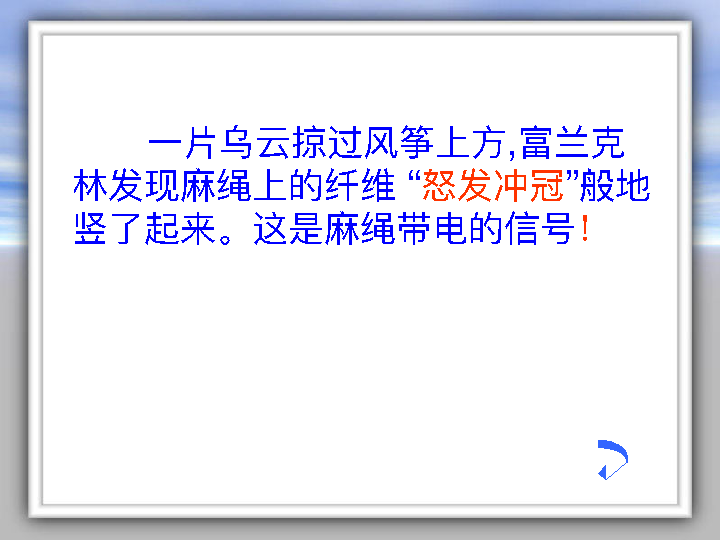 一片乌云掠过风筝上方,富兰克
林发现麻绳上的纤维 “怒发冲冠”般地
竖了起来。这是麻绳带电的信号！